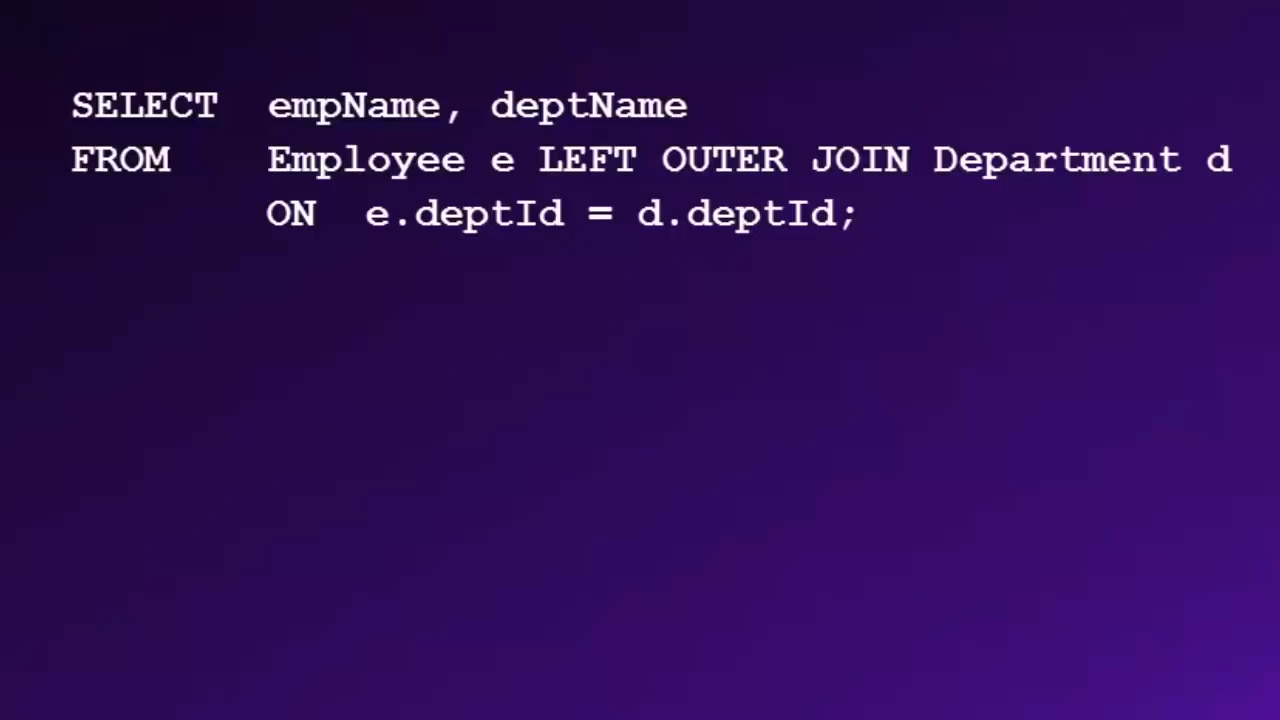 SELECT  empName, deptName
FROM    Employee e LEFT OUTER JOIN Department d
        ON  e.deptId = d.deptId;